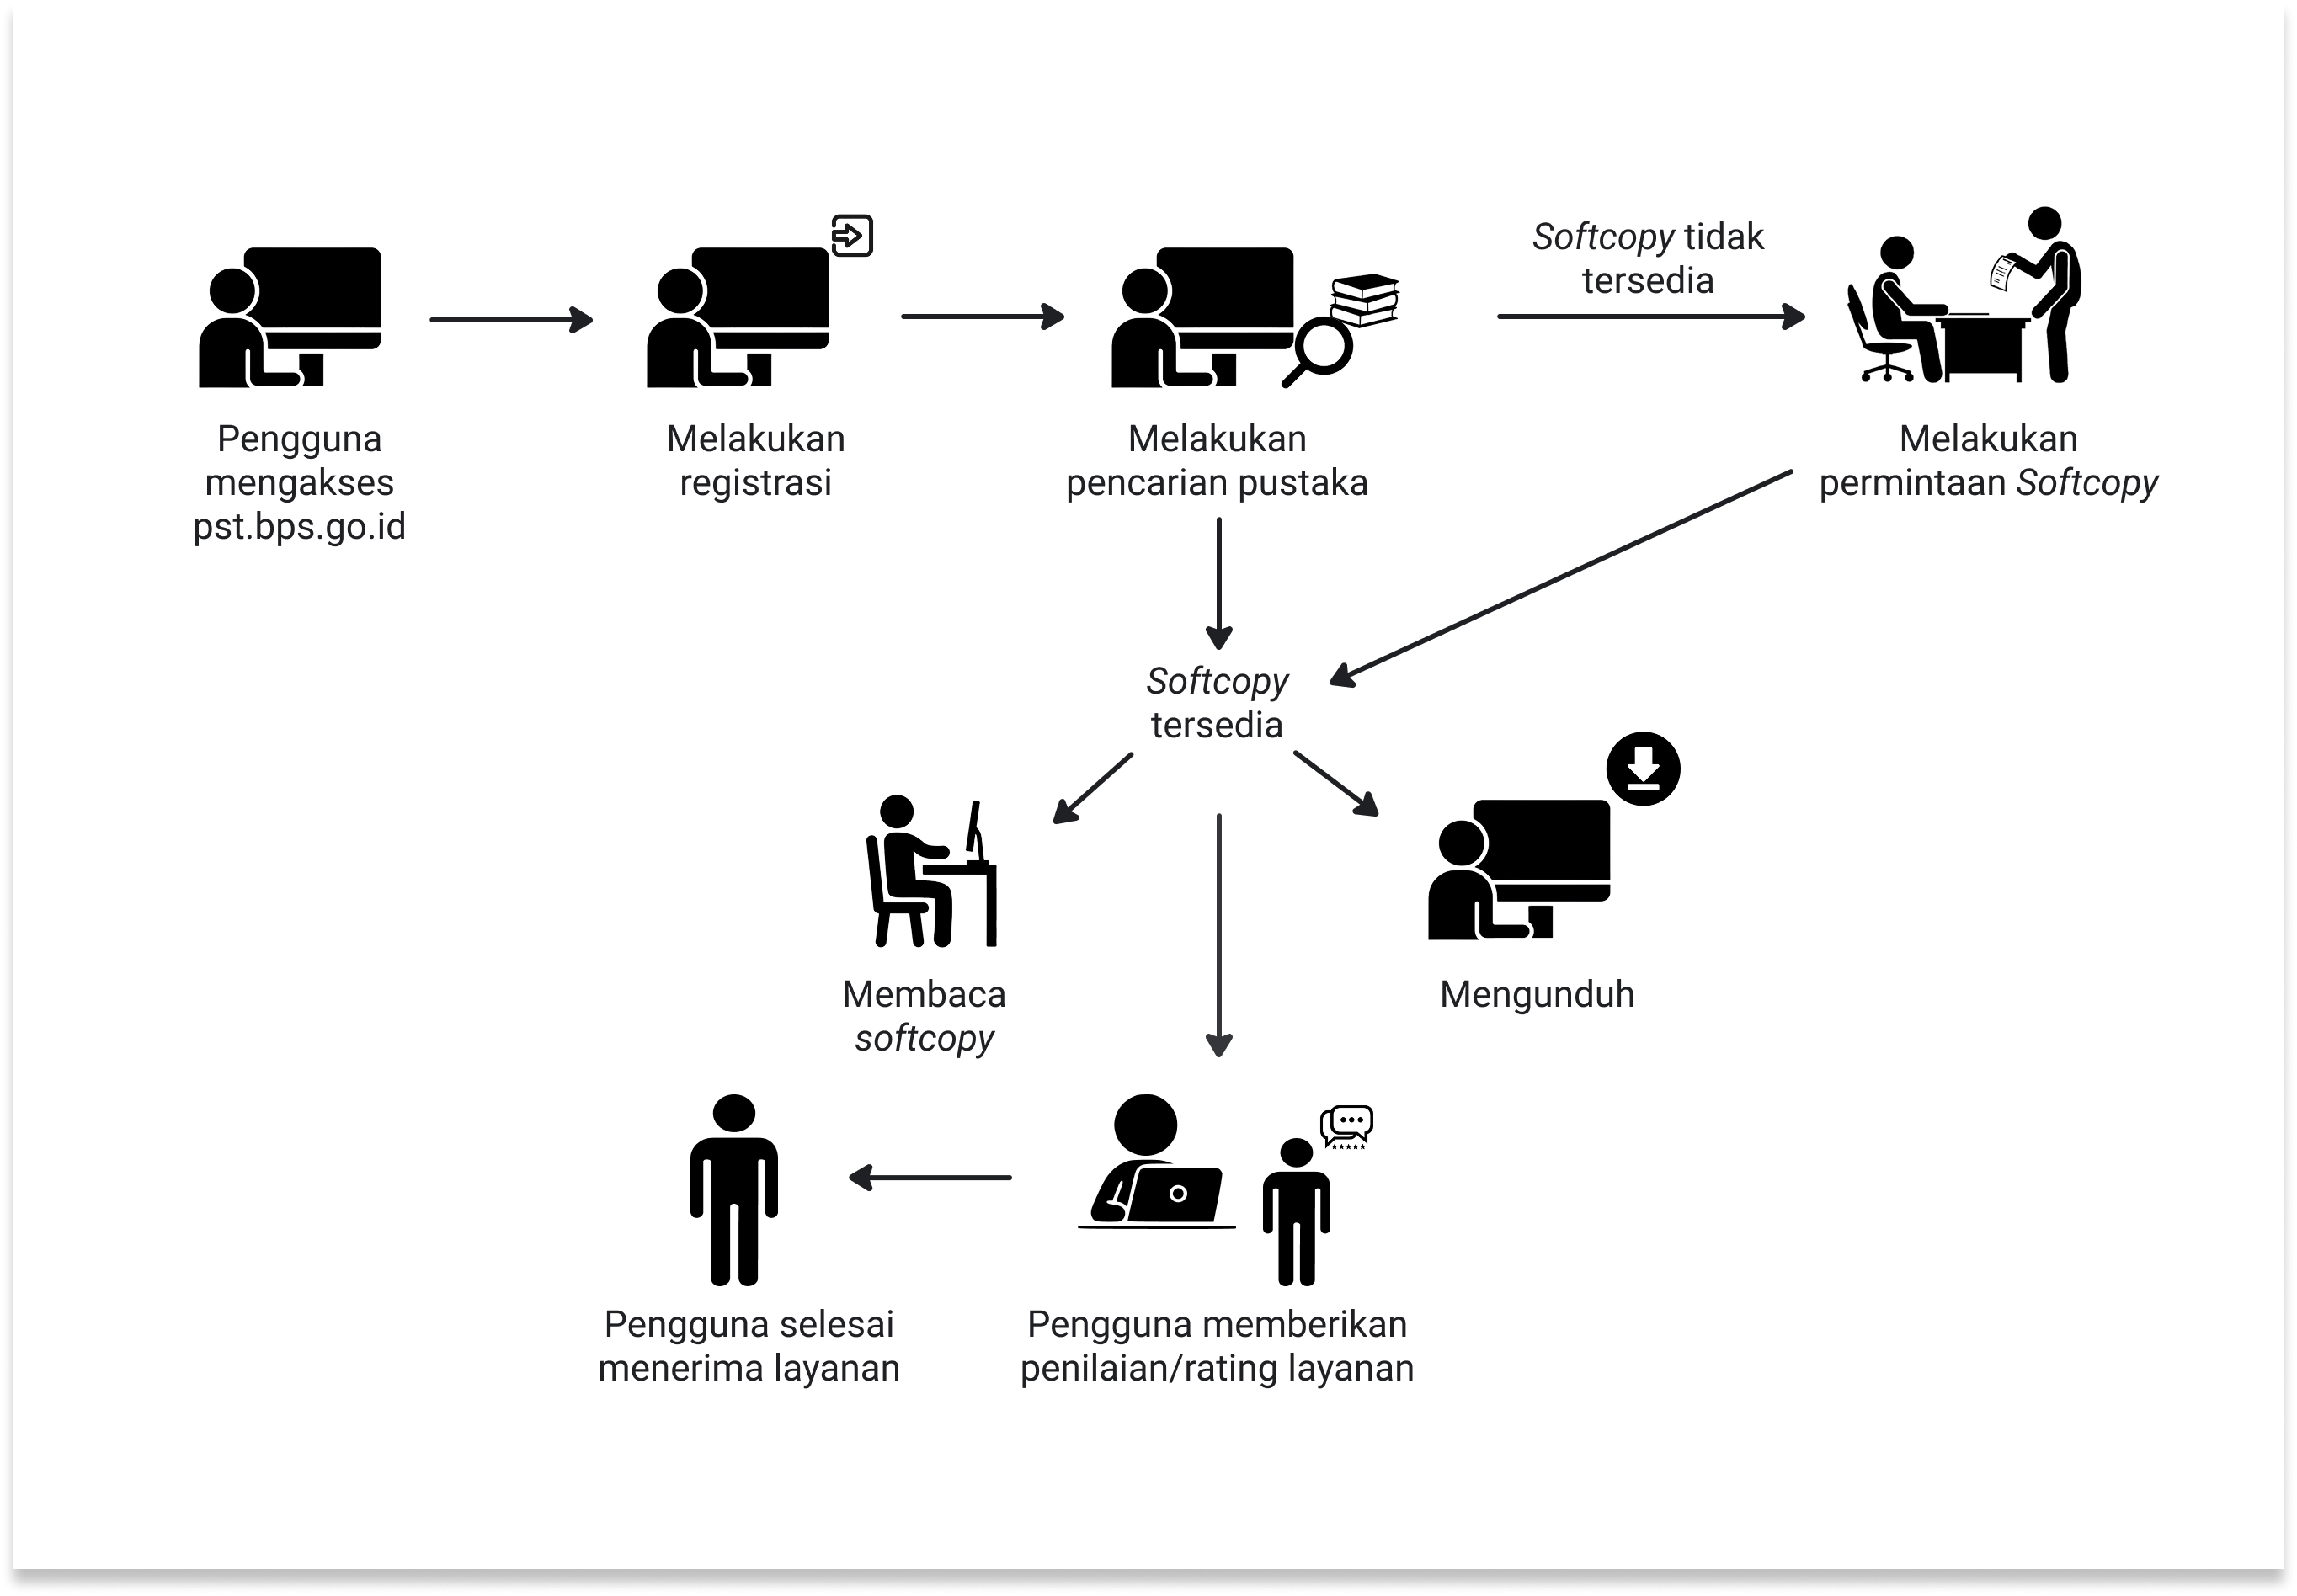 Softcopy tidak
tersedia
Pengguna
mengakses
pst.bps.go.id
Melakukan
registrasi
Melakukan
pencarian pustaka
Melakukan
permintaan Softcopy
Softcopy
tersedia
Membaca
softcopy
Mengunduh
Pengguna selesai
menerima layanan
Pengguna memberikan
penilaian/rating layanan